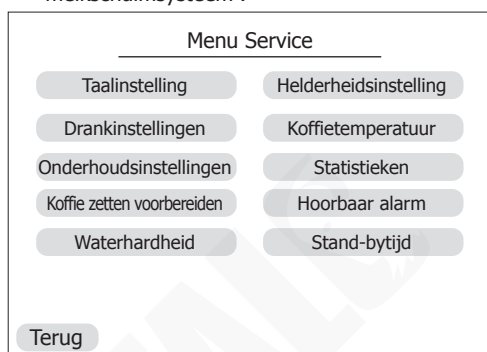 Menu Service
Taalinstelling Helderheidsinstelling
Drankinstellingen Koffietemperatuur
Onderhoudsinstellingen Statistieken
Koffie zetten voorbereiden Hoorbaar alarm
Waterhardheid Stand-bytijd
Terug